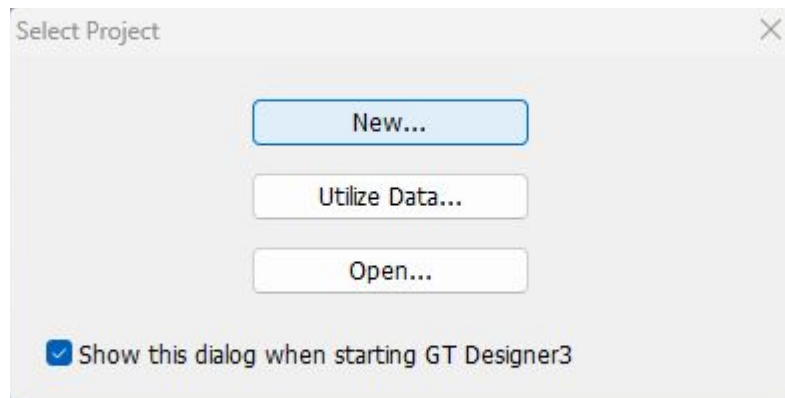 Select Project
New...
Utilize Data...
Open...
Show this dialog when starting GT Designer3